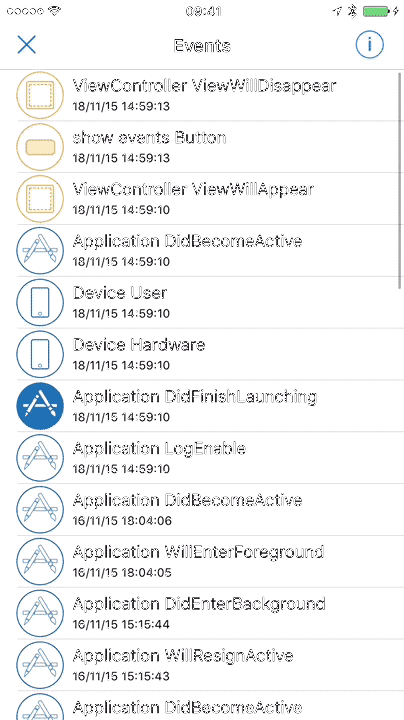 09:41
Events
i
ViewController ViewWillDisappear
18/11/15 14:59:13
show events Button
18/11/15 14:59:13
ViewController ViewWillAppear
18/11/15 14:59:10
Application DidBecomeActive
18/11/15 14:59:10
Device User
18/11/15 14:59:10
Device Hardware
18/11/15 14:59:10
Application DidFinishLaunching
18/11/15 14:59:10
Application LogEnable
18/11/15 14:59:10
Application DidBecomeActive
16/11/15 18:04:06
Application WillEnterForeground
16/11/15 18:04:05
Application DidEnterBackground
16/11/15 15:15:44
Application WillResignActive
16/11/15 15:15:43
Application DidBecomeActive